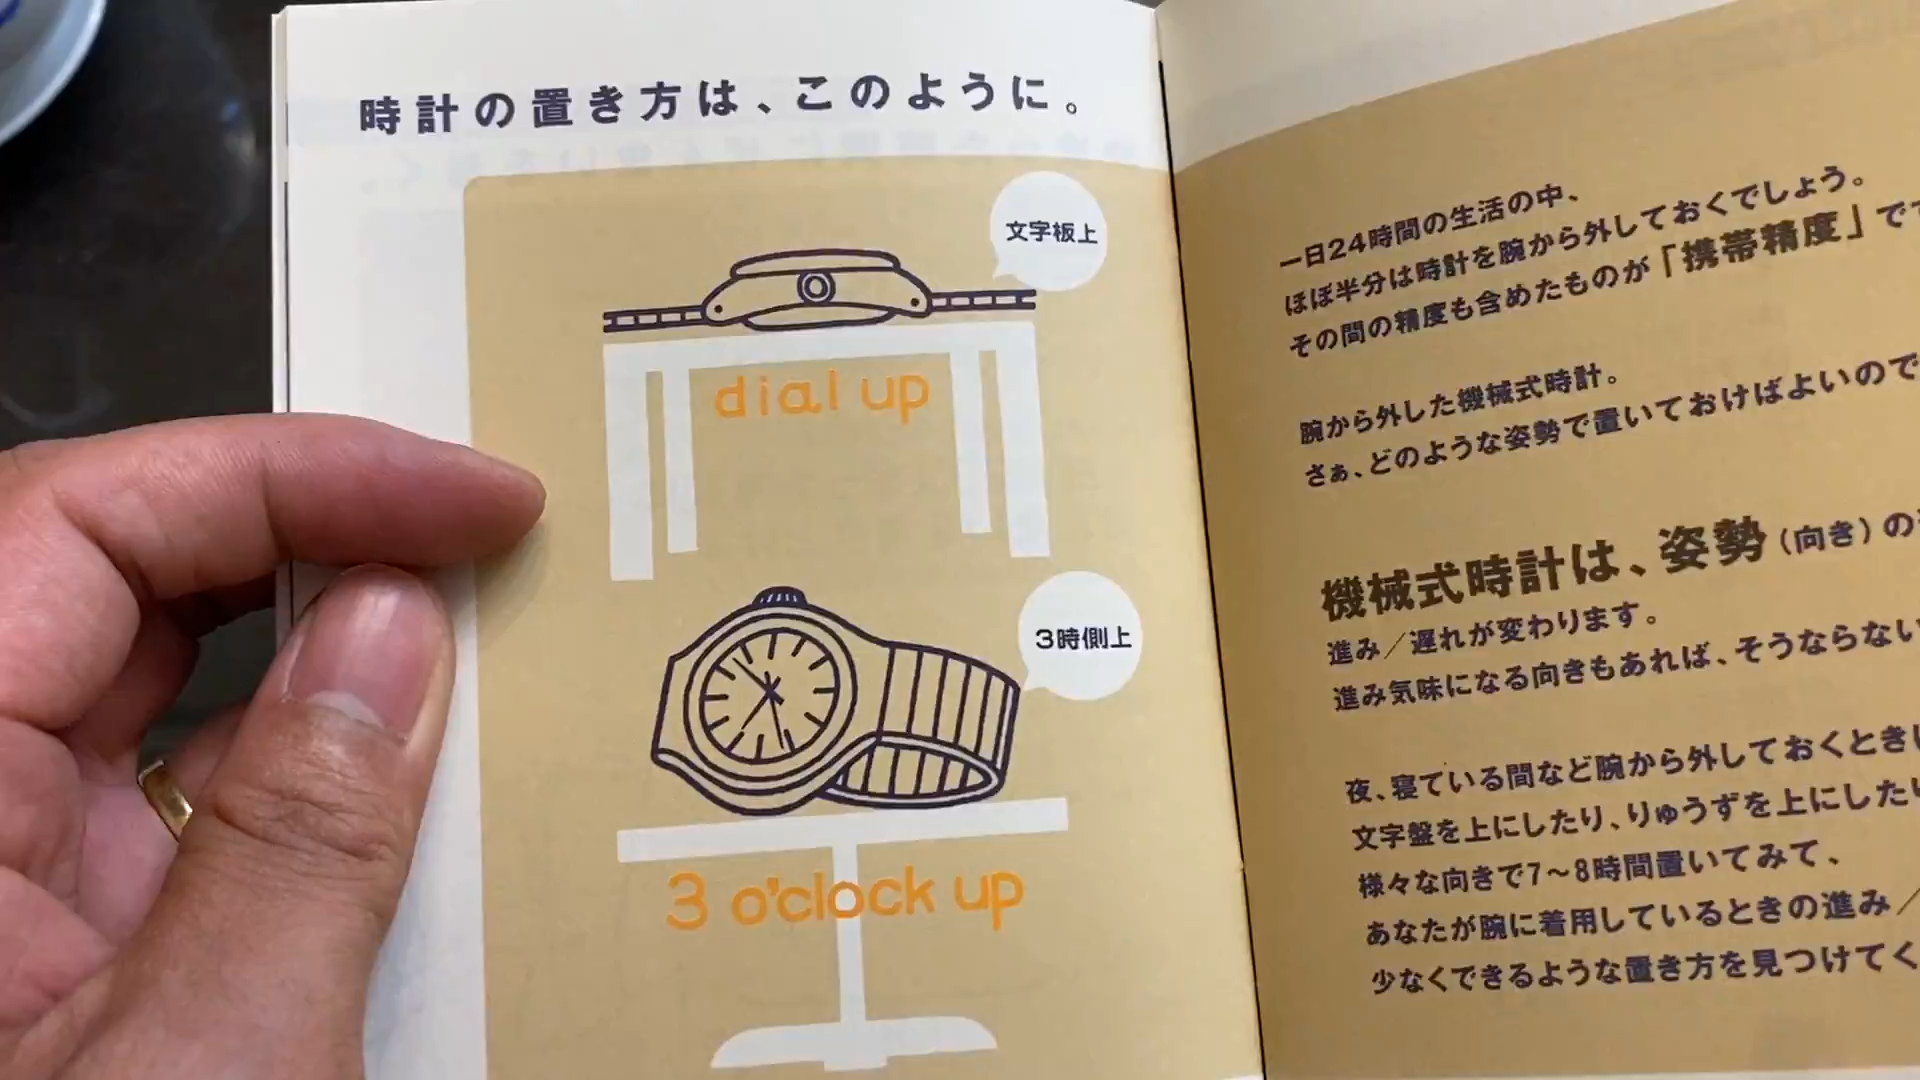 時計の置き方は、このように。
文字板上
dial up
3時側上
3 o'clock up
一日24時間の生活の中、
ほぼ半分は時計を腕から外しておくでしょう。
その間の精度も含めたものが「携帯精度」で
腕から外した機械式時計。
さぁ、どのような姿勢で置いておけばよいので
機械式時計は、姿勢(向き)の
進み/遅れが変わります。
進み気味になる向きもあれば、そうならない
夜、寝ている間など腕から外しておくとき
文字盤を上にしたり、りゅうずを上にした
様々な向きで7〜8時間置いてみて、
あなたが腕に着用しているときの進み/
少なくできるような置き方を見つけてく